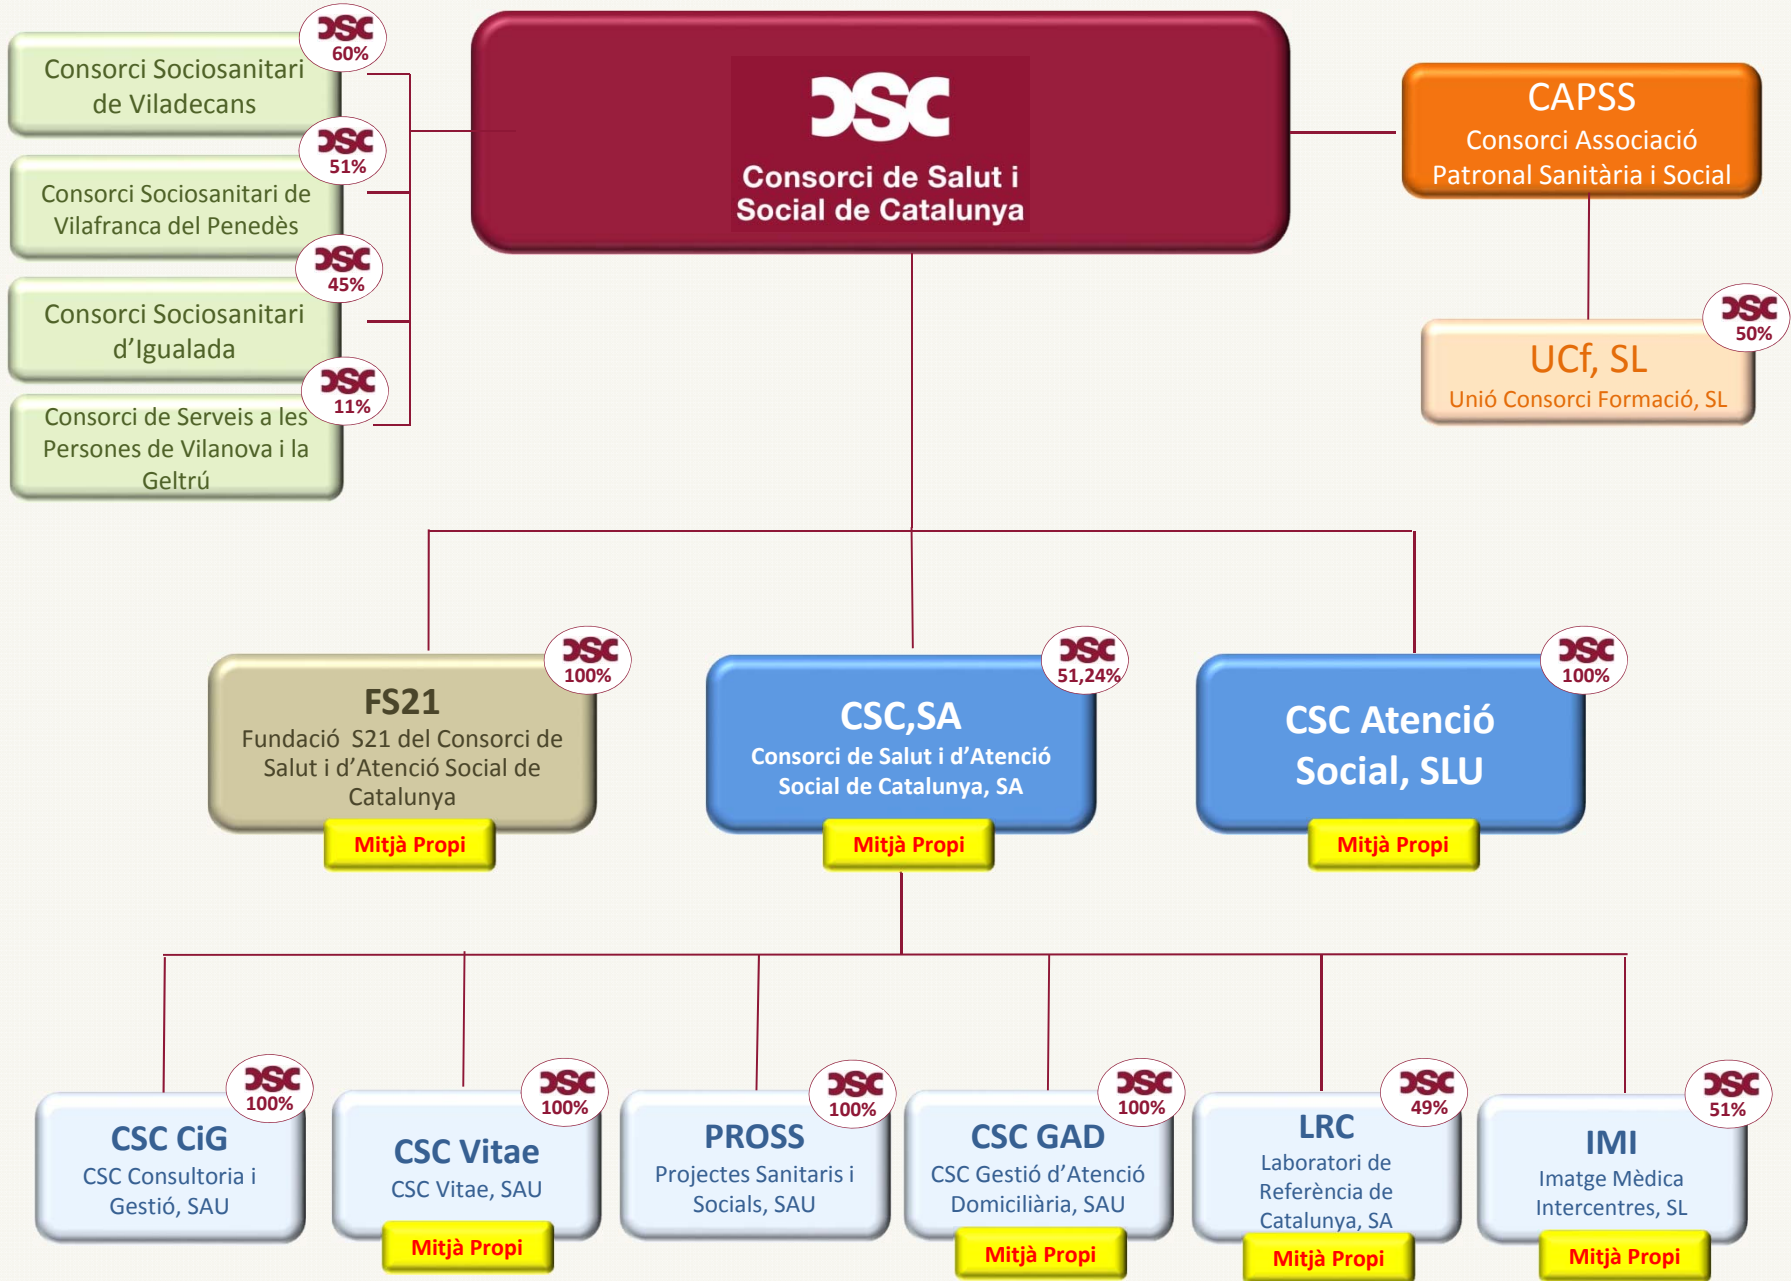 CSC
60%
Consorci Sociosanitari
de Viladecans
CSC
51%
Consorci Sociosanitari de
Vilafranca del Penedès
CSC
45%
Consorci Sociosanitari
d’Igualada
CSC
11%
Consorci de Serveis a les
Persones de Vilanova i la
Geltrú
CSC
Consorci de Salut i
Social de Catalunya
CAPSS
Consorci Associació
Patronal Sanitària i Social
CSC
50%
UCf, SL
Unió Consorci Formació, SL
CSC
100%
FS21
Fundació S21 del Consorci de
Salut i d’Atenció Social de
Catalunya
Mitjà Propi
CSC
51,24%
CSC,SA
Consorci de Salut i d’Atenció
Social de Catalunya, SA
Mitjà Propi
CSC
100%
CSC Atenció
Social, SLU
Mitjà Propi
CSC
100%
CSC CiG
CSC Consultoria i
Gestió, SAU
CSC
100%
CSC Vitae
CSC Vitae, SAU
Mitjà Propi
CSC
100%
PROSS
Projectes Sanitaris i
Socials, SAU
CSC
100%
CSC GAD
CSC Gestió d’Atenció
Domiciliària, SAU
Mitjà Propi
CSC
49%
LRC
Laboratori de
Referència de
Catalunya, SA
Mitjà Propi
CSC
51%
IMI
Imatge Mèdica
Intercentres, SL
Mitjà Propi